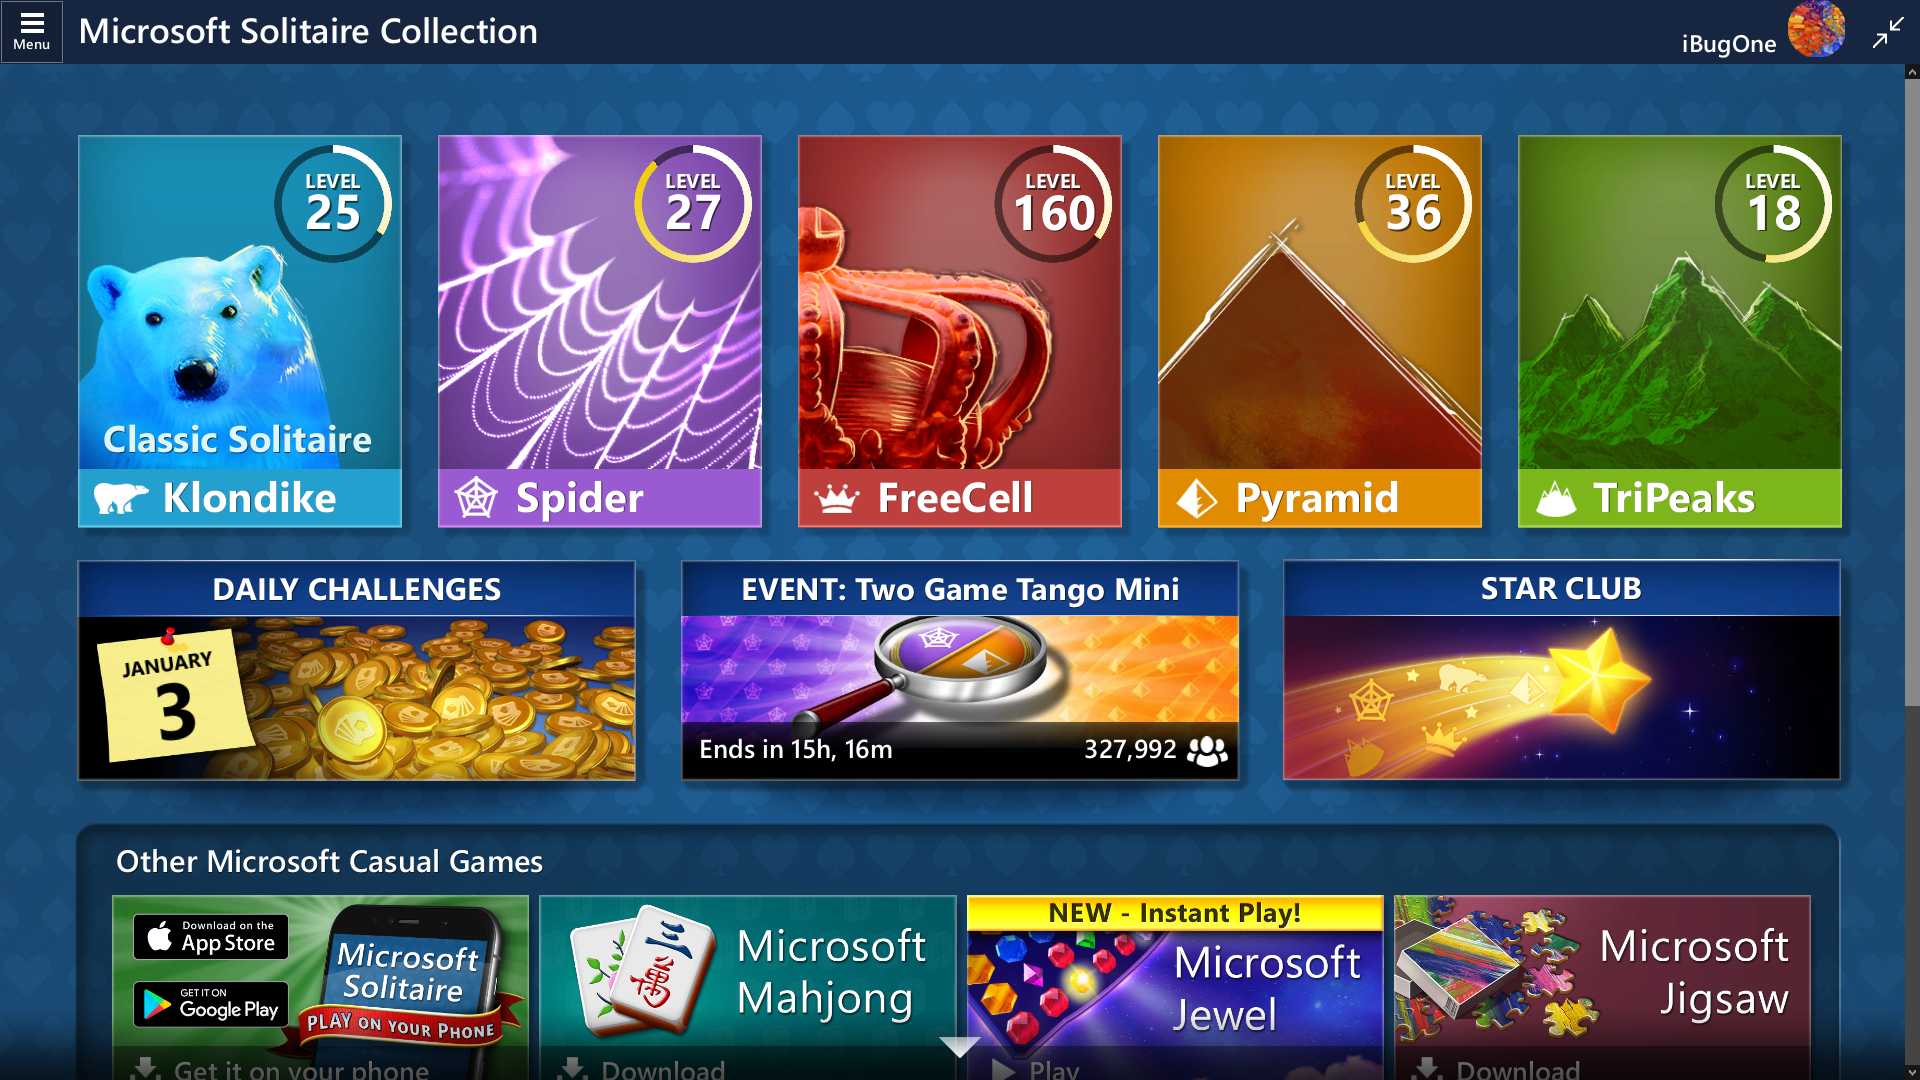 Menu
Microsoft Solitaire Collection
iBugOne
LEVEL
25
Classic Solitaire
Klondike
LEVEL
27
Spider
LEVEL
160
FreeCell
LEVEL
36
Pyramid
LEVEL
18
TriPeaks
DAILY CHALLENGES
JANUARY
3
EVENT: Two Game Tango Mini
Ends in 15h, 16m
327,992
STAR CLUB
Other Microsoft Casual Games
Download on the
App Store
GET IT ON
Google Play
Microsoft
Solitaire
PLAY ON YOUR PHONE
Get it on your phone
三
萬
Microsoft
Mahjong
Download
NEW - Instant Play!
Microsoft
Jewel
Play
Microsoft
Jigsaw
Download